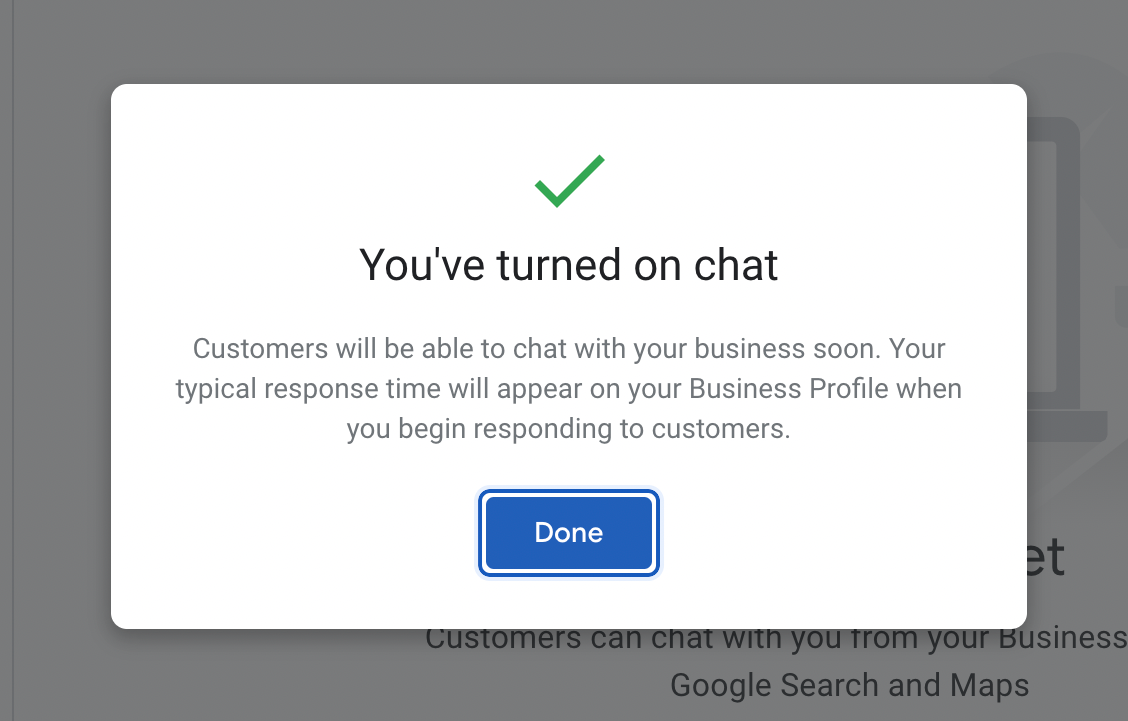 You've turned on chat
Customers will be able to chat with your business soon. Your
typical response time will appear on your Business Profile when
you begin responding to customers.
Done
et
Customers can chat with you from your Business
Google Search and Maps